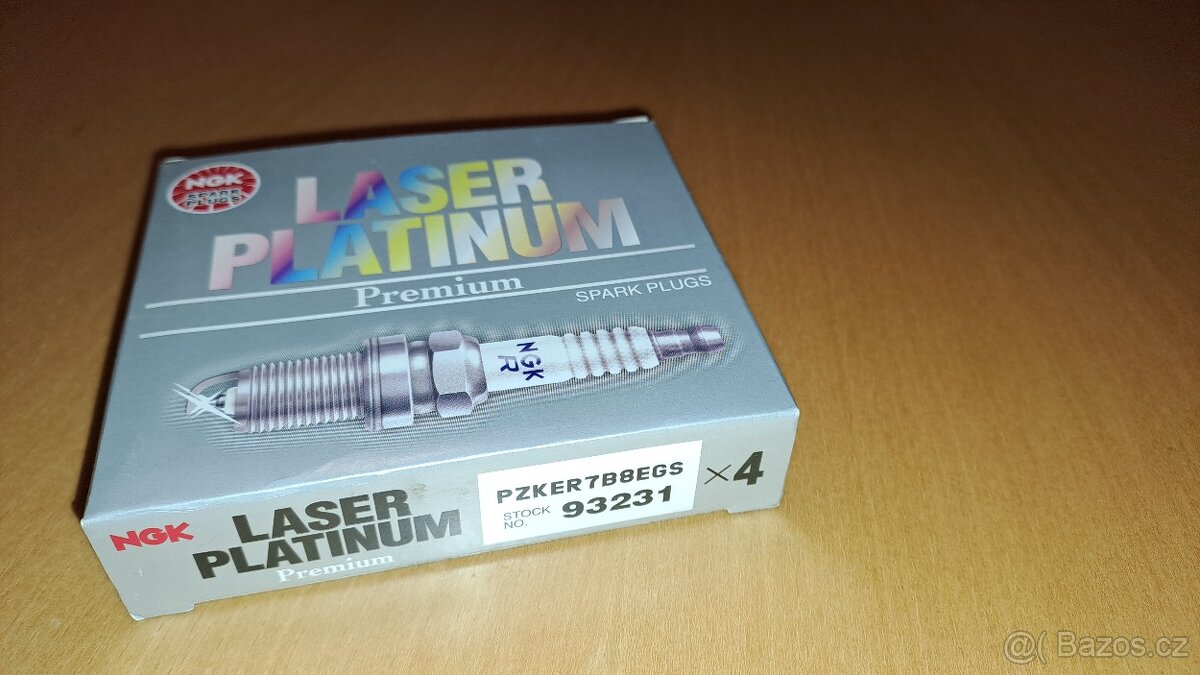 NGK
SPARK
PLUGS
LASER
PLATINUM
Premium
SPARK PLUGS
NGK
R
NGK
LASER
PLATINUM
Premium
PZKER7B8EGS
STOCK
NO.
93231
×4
@( Bazos.cz